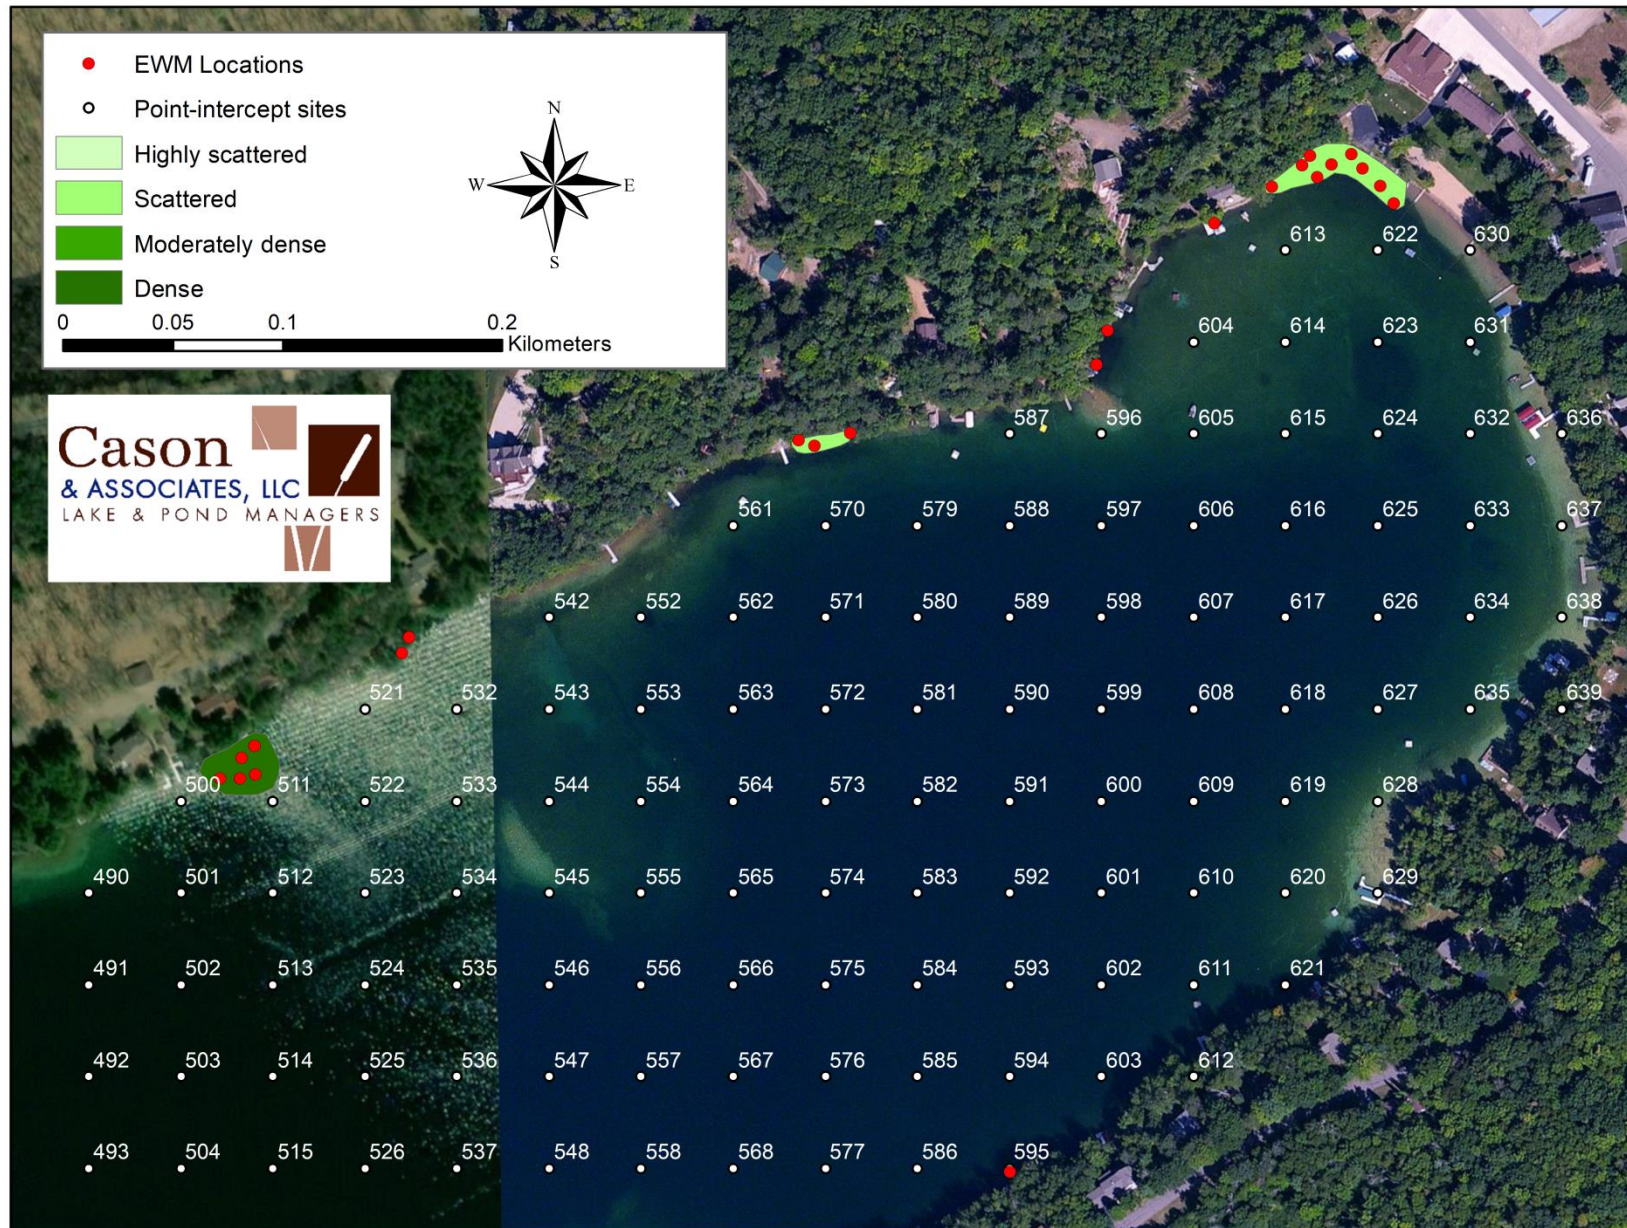 EWM Locations
Point-intercept sites
Highly scattered
Scattered
Moderately dense
Dense
N
W E
S
0 0.05 0.1 0.2
Kilometers
Cason
& ASSOCIATES, LLC
LAKE & POND MANAGERS
613 622 630
604 614 623 631
587 596 605 615 624 632 636
561 570 579 588 597 606 616 625 633 637
542 552 562 571 580 589 598 607 617 626 634 638
521 532 543 553 563 572 581 590 599 608 618 627 635 639
500 511 522 533 544 554 564 573 582 591 600 609 619 628
490 501 512 523 534 545 555 565 574 583 592 601 610 620 629
491 502 513 524 535 546 556 566 575 584 593 602 611 621
492 503 514 525 536 547 557 567 576 585 594 603 612
493 504 515 526 537 548 558 568 577 586 595